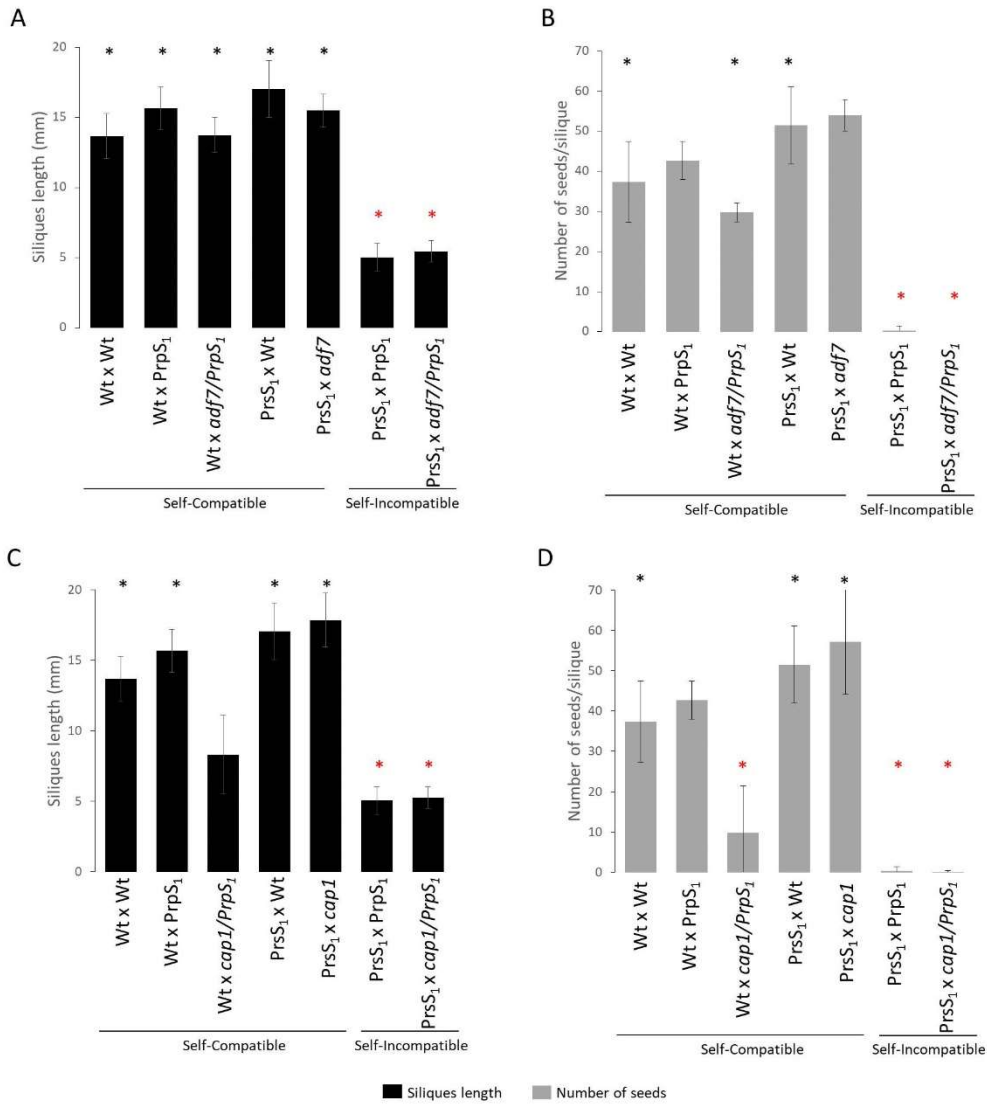 A
Siliques length (mm)
20
15
10
5
0
* * * * *
* *
Wt x Wt
Wt x PrpS₁
Wt x adf7/PrpS₁
PrsS₁ x Wt
PrsS₁ x adf7
PrsS₁ x PrpS₁
PrsS₁ x adf7/PrpS₁
Self-Compatible
Self-Incompatible
B
Number of seeds/silique
70
60
50
40
30
20
10
0
* * *
* *
Wt x Wt
Wt x PrpS₁
Wt x adf7/PrpS₁
PrsS₁ x Wt
PrsS₁ x adf7
PrsS₁ x PrpS₁
PrsS₁ x adf7/PrpS₁
Self-Compatible
Self-Incompatible
C
Siliques length (mm)
20
15
10
5
0
* * * *
* *
Wt x Wt
Wt x PrpS₁
Wt x cap1/PrpS₁
PrsS₁ x Wt
PrsS₁ x cap1
PrsS₁ x PrpS₁
PrsS₁ x cap1/PrpS₁
Self-Compatible
Self-Incompatible
D
Number of seeds/silique
70
60
50
40
30
20
10
0
* * *
* * *
Wt x Wt
Wt x PrpS₁
Wt x cap1/PrpS₁
PrsS₁ x Wt
PrsS₁ x cap1
PrsS₁ x PrpS₁
PrsS₁ x cap1/PrpS₁
Self-Compatible
Self-Incompatible
Siliques length
Number of seeds